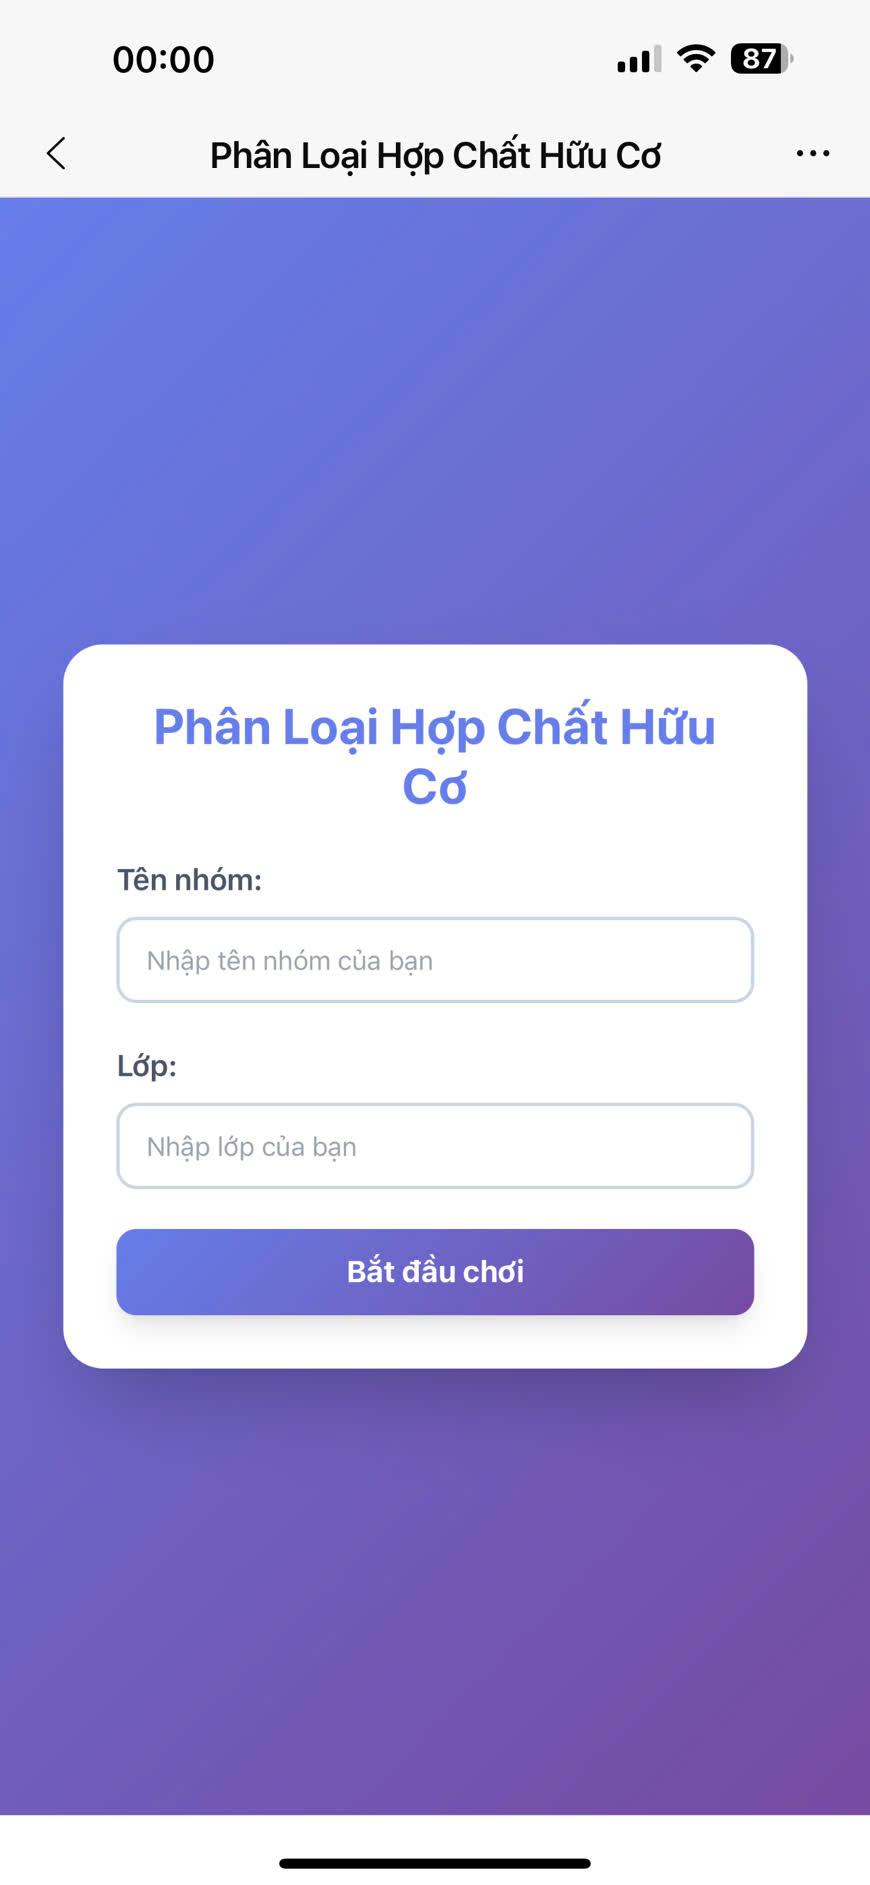 00:00
87
Phân Loại Hợp Chất Hữu Cơ
Phân Loại Hợp Chất Hữu
Cơ
Tên nhóm:
Nhập tên nhóm của bạn
Lớp:
Nhập lớp của bạn
Bắt đầu chơi